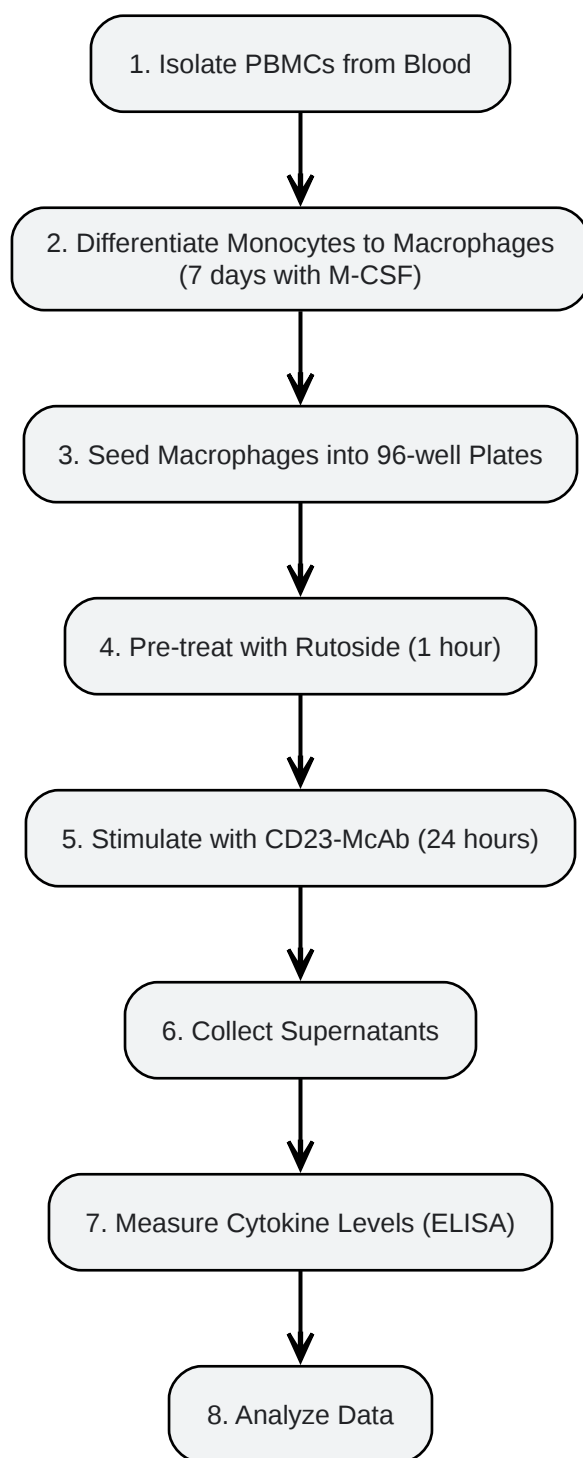 1. Isolate PBMCs from Blood
2. Differentiate Monocytes to Macrophages
(7 days with M-CSF)
3. Seed Macrophages into 96-well Plates
4. Pre-treat with Rutoside (1 hour)
5. Stimulate with CD23-McAb (24 hours)
6. Collect Supernatants
7. Measure Cytokine Levels (ELISA)
8. Analyze Data